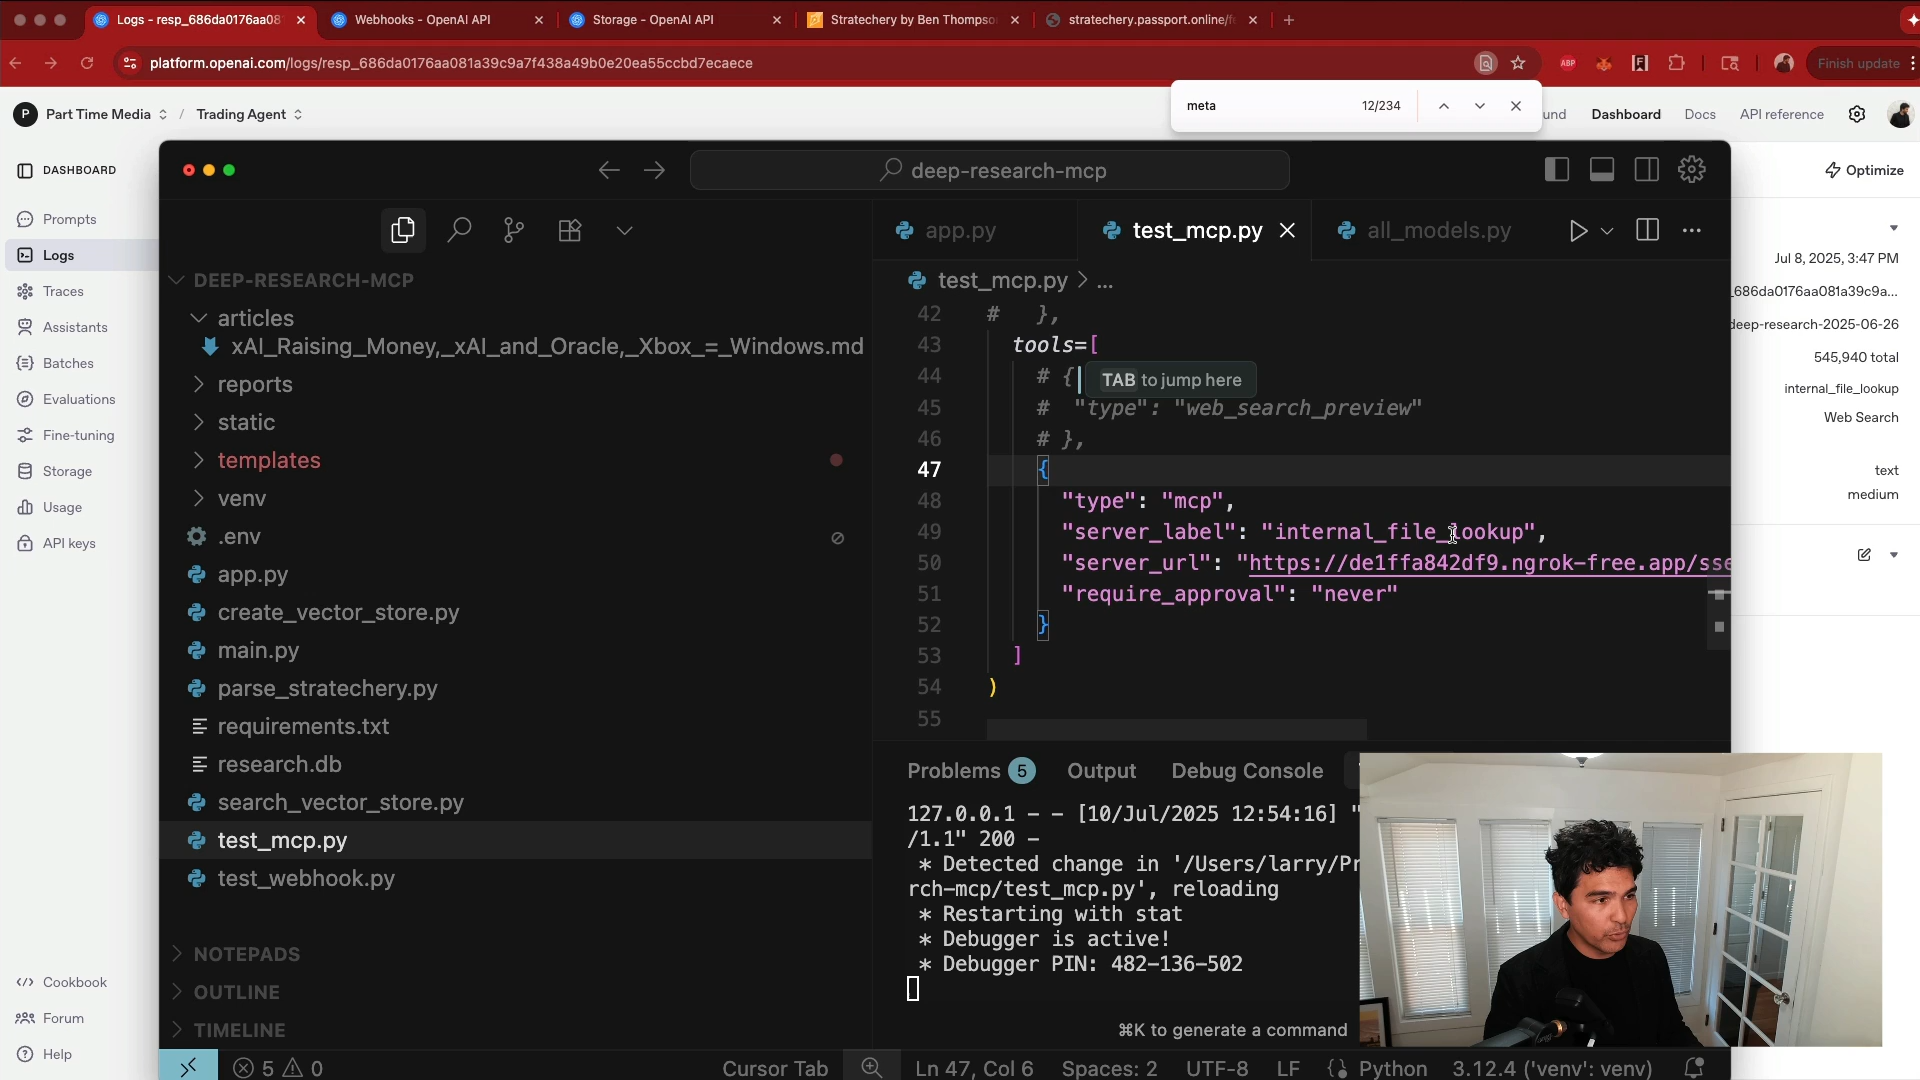 Logs - resp_686da0176aa08
Webhooks - OpenAI API
Storage - OpenAI API
Stratechery by Ben Thompso
stratechery.passport.online/f
platform.openai.com/logs/resp_686da0176aa081a39c9a7f438a49b0e20ea55ccbd7ecaece
ABP
Finish update
meta
12/234
P
Part Time Media
/
Trading Agent
und
Dashboard
Docs
API reference
DASHBOARD
Prompts
Logs
Traces
Assistants
Batches
Evaluations
Fine-tuning
Storage
Usage
API keys
Cookbook
Forum
Help
Optimize
Jul 8, 2025, 3:47 PM
_686da0176aa081a39c9a...
deep-research-2025-06-26
545,940 total
internal_file_lookup
Web Search
text
medium
deep-research-mcp
DEEP-RESEARCH-MCP
articles
xAI_Raising_Money,_xAI_and_Oracle,_Xbox_=_Windows.md
reports
static
templates
venv
.env
app.py
create_vector_store.py
main.py
parse_stratechery.py
requirements.txt
research.db
search_vector_store.py
test_mcp.py
test_webhook.py
NOTEPADS
OUTLINE
TIMELINE
app.py
test_mcp.py
all_models.py
test_mcp.py > ...
42 #   },
43 tools=[
44 # {
TAB to jump here
45 #  "type": "web_search_preview"
46 # },
47 {
48 "type": "mcp",
49 "server_label": "internal_file_lookup",
50 "server_url": "https://de1ffa842df9.ngrok-free.app/sse
51 "require_approval": "never"
52 }
53 ]
54 )
55
Problems 5
Output
Debug Console
127.0.0.1 - - [10/Jul/2025 12:54:16] "
/1.1" 200 -
* Detected change in '/Users/larry/Pr
rch-mcp/test_mcp.py', reloading
* Restarting with stat
* Debugger is active!
* Debugger PIN: 482-136-502
⌘K to generate a command
5
0
Cursor Tab
Ln 47, Col 6
Spaces: 2
UTF-8
LF
Python
3.12.4 ('venv': venv)